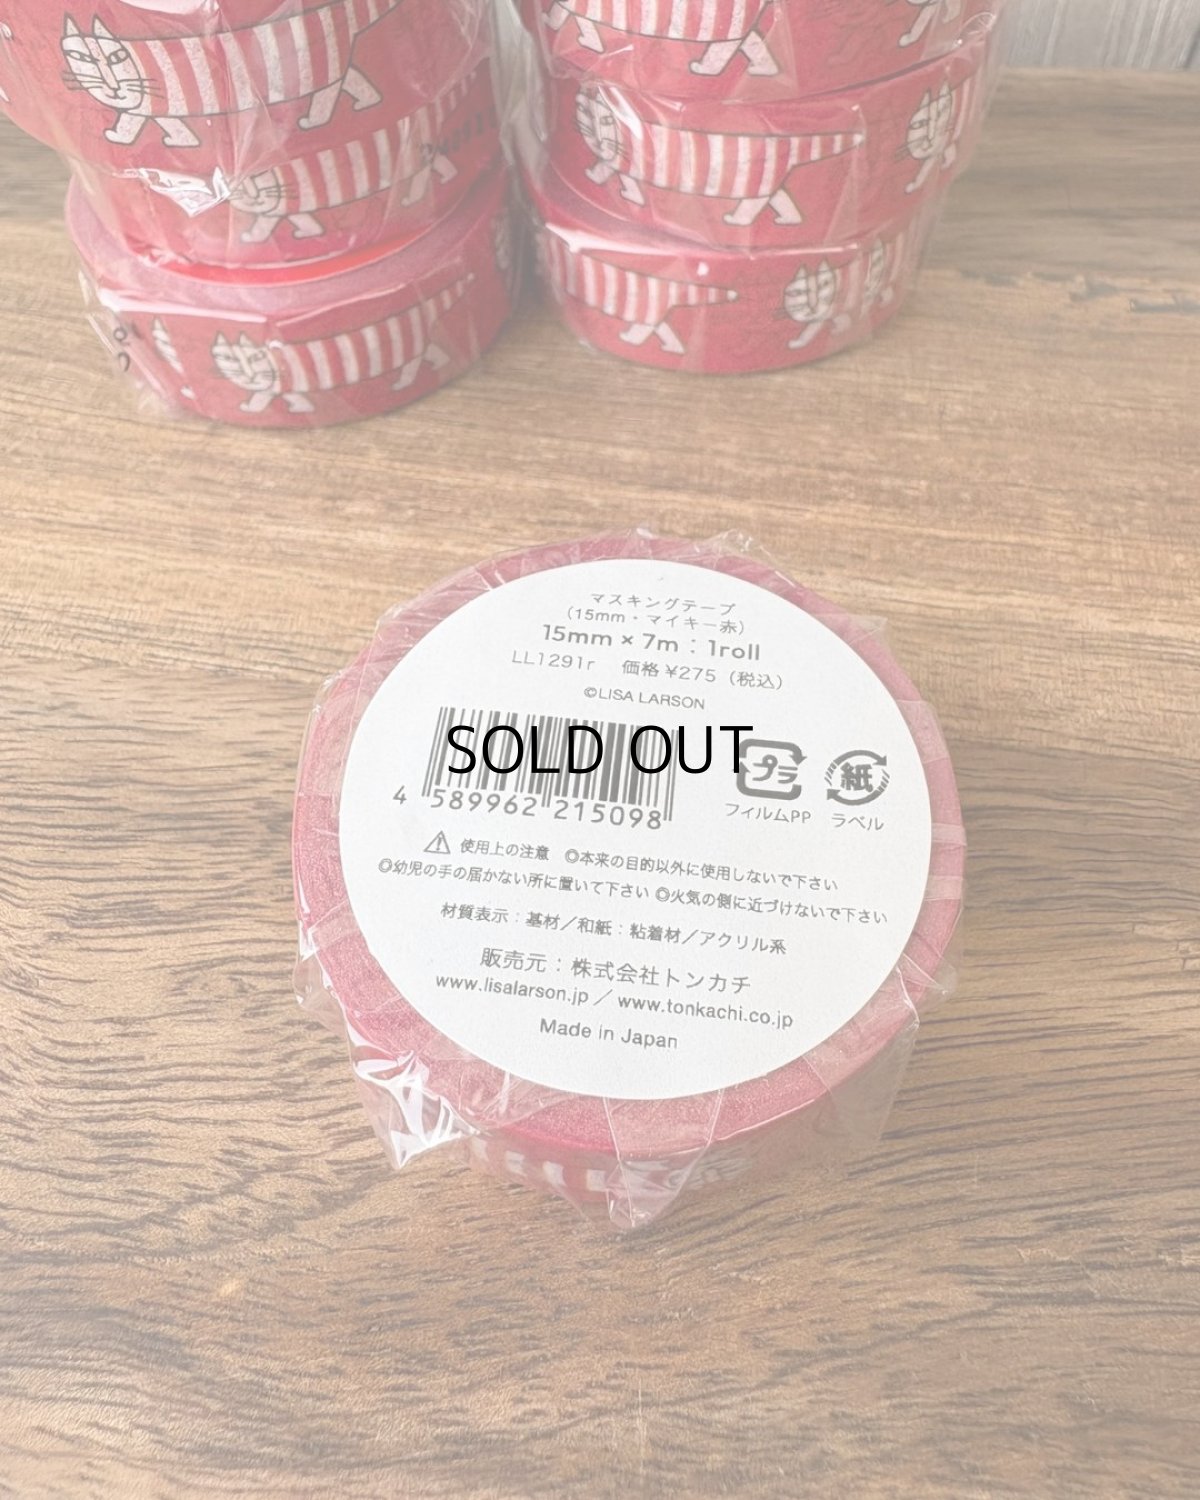 マスキングテープ
（15mm・マイキー赤）
15mm × 7m：1roll
LL1291r　価格 ¥275（税込）
©LISA LARSON
SOLD OUT
4 589962 215098
プラ 紙
フィルムPP ラベル
使用上の注意　◎本来の目的以外に使用しないで下さい
◎幼児の手の届かない所に置いて下さい ◎火気の側に近づけないで下さい
材質表示：基材／和紙：粘着材／アクリル系
販売元：株式会社トンカチ
www.lisalarson.jp ／ www.tonkachi.co.jp
Made in Japan